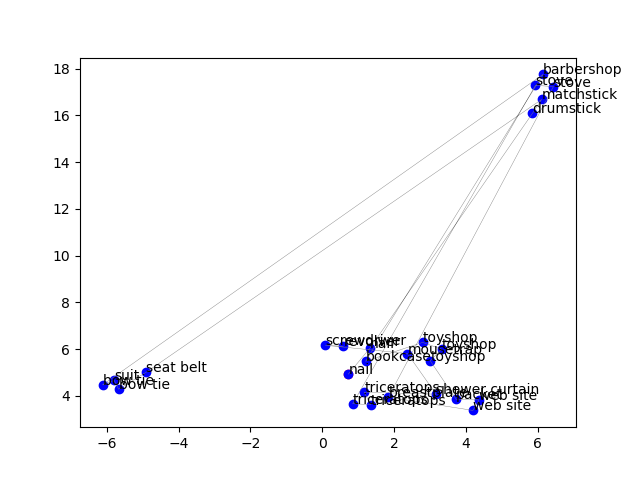 18
16
14
12
10
8
6
4
−6
−4
−2
0
2
4
6
barbershop
stove
stove
matchstick
drumstick
toyshop
toyshop
toyshop
screwdriver
nail
mousetrap
bookcase
nail
seat belt
suit
bow tie
bow tie
triceratops
triceratops
triceratops
breastplate
shower curtain
web site
web site